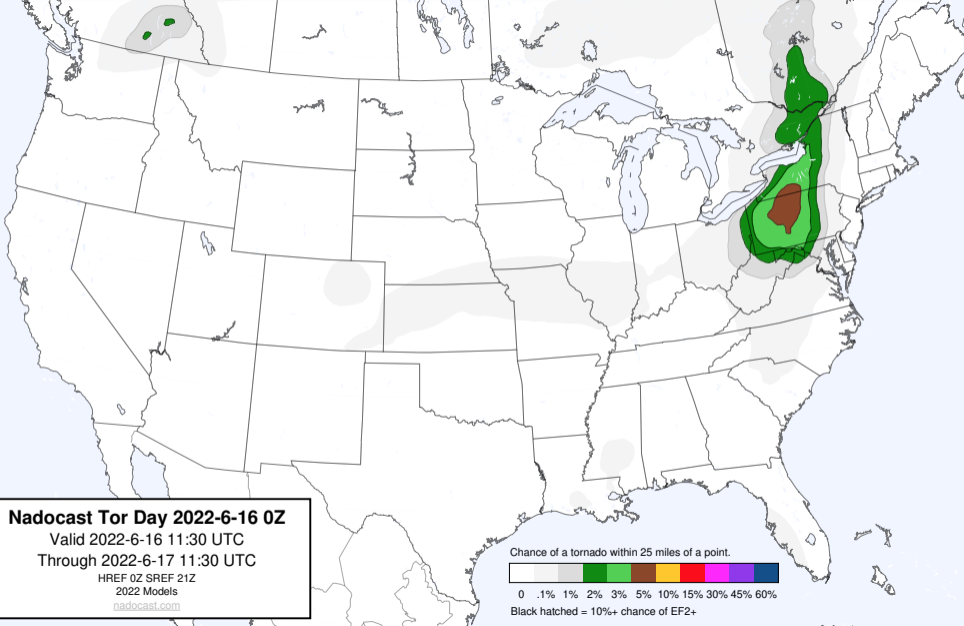 Nadocast Tor Day 2022-6-16 0Z
Valid 2022-6-16 11:30 UTC
Through 2022-6-17 11:30 UTC
HREF 0Z SREF 21Z
2022 Models
nadocast.com
Chance of a tornado within 25 miles of a point.
0 .1% 1% 2% 3% 5% 10% 15% 30% 45% 60%
Black hatched = 10%+ chance of EF2+